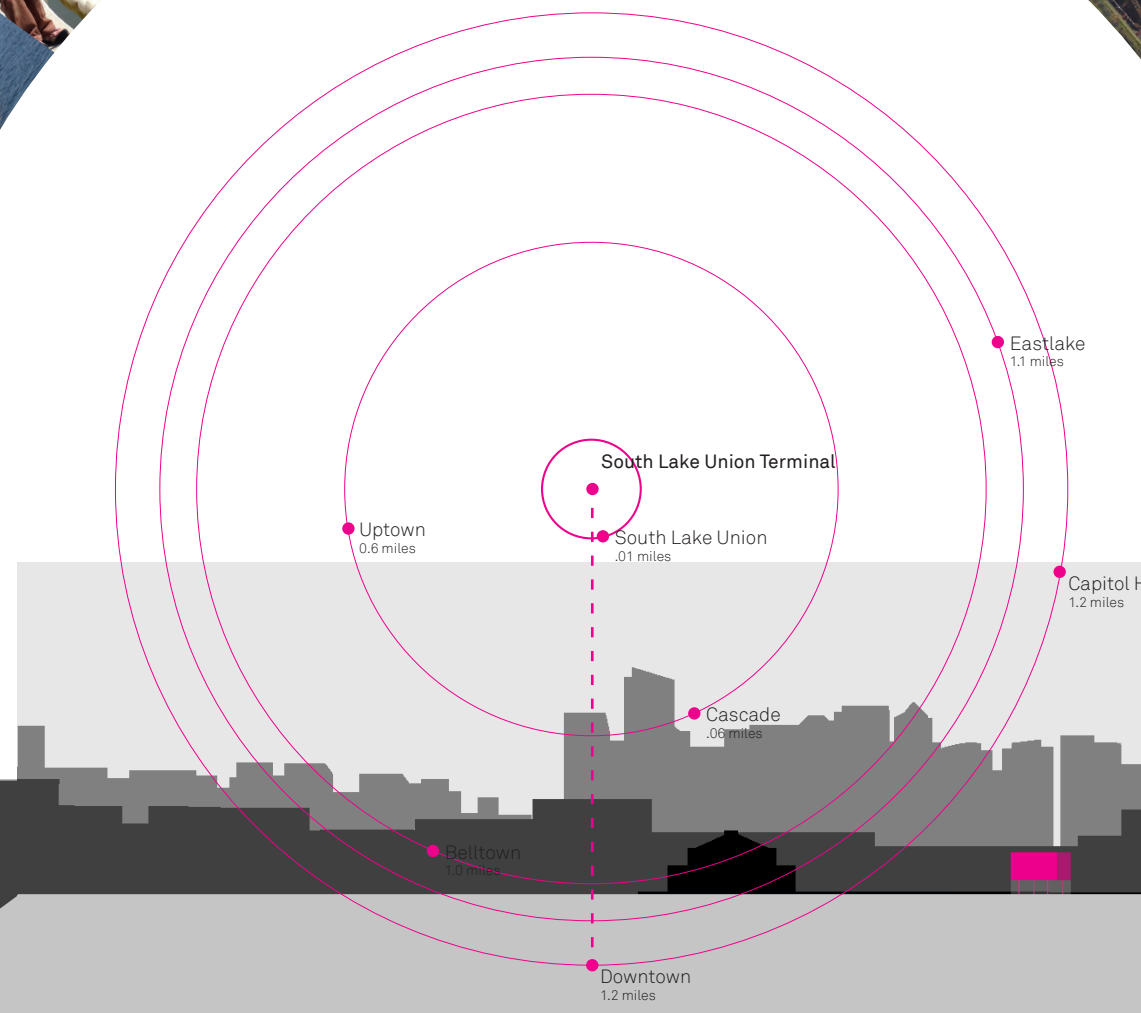 Eastlake
1.1 miles
South Lake Union Terminal
Uptown
0.6 miles
South Lake Union
.01 miles
Capitol H
1.2 miles
Cascade
.06 miles
Belltown
1.0 miles
Downtown
1.2 miles